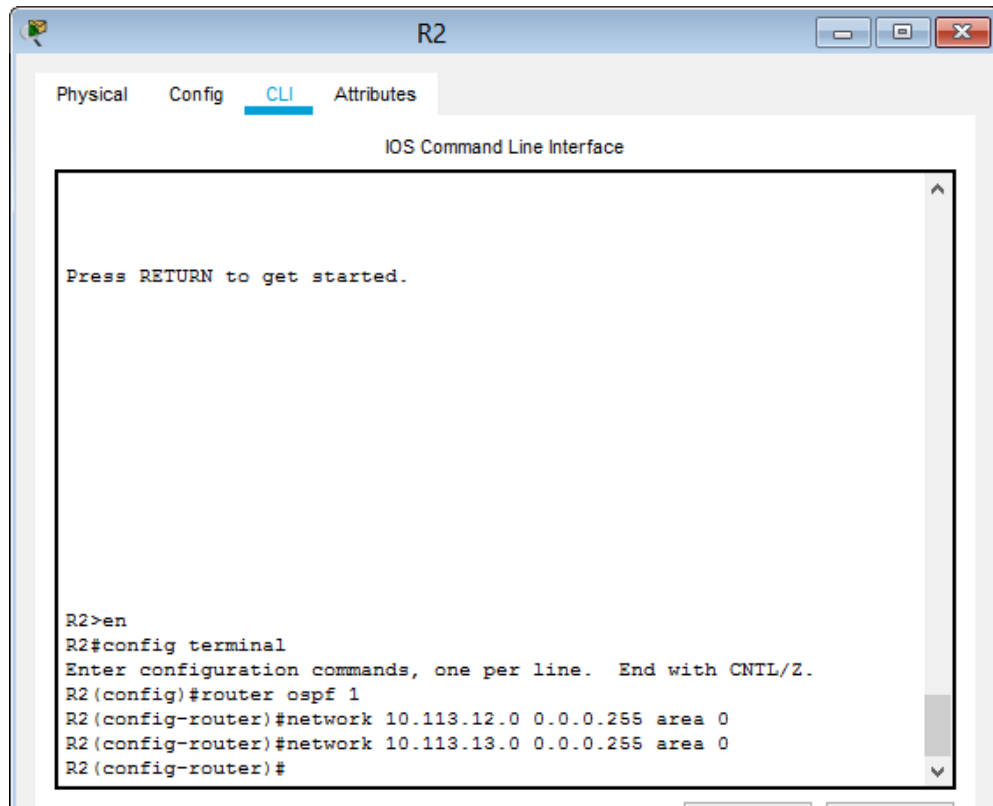 R2
Physical Config CLI Attributes
IOS Command Line Interface
Press RETURN to get started.
R2>en
R2#config terminal
Enter configuration commands, one per line.  End with CNTL/Z.
R2(config)#router ospf 1
R2(config-router)#network 10.113.12.0 0.0.0.255 area 0
R2(config-router)#network 10.113.13.0 0.0.0.255 area 0
R2(config-router)#